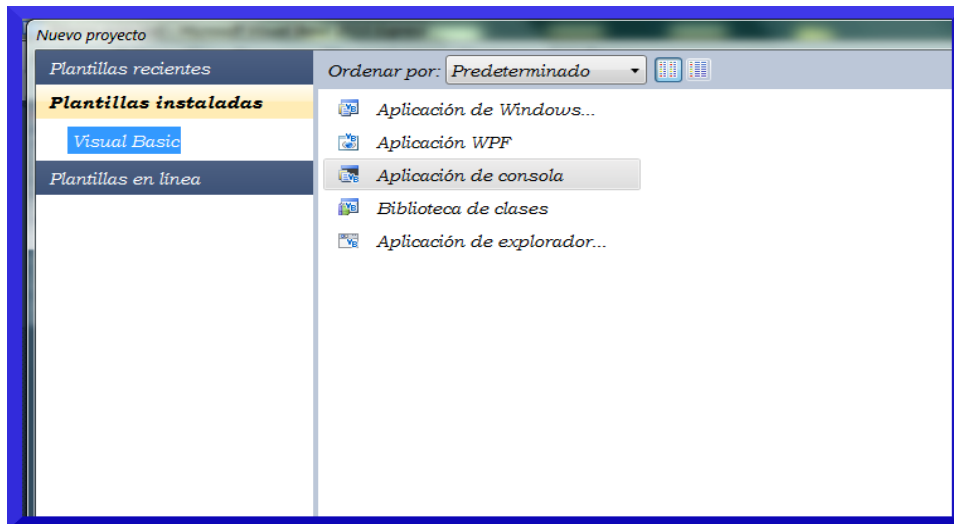 Nuevo proyecto
Plantillas recientes
Plantillas instaladas
Visual Basic
Plantillas en línea
Ordenar por: Predeterminado
Aplicación de Windows...
Aplicación WPF
Aplicación de consola
Biblioteca de clases
Aplicación de explorador...